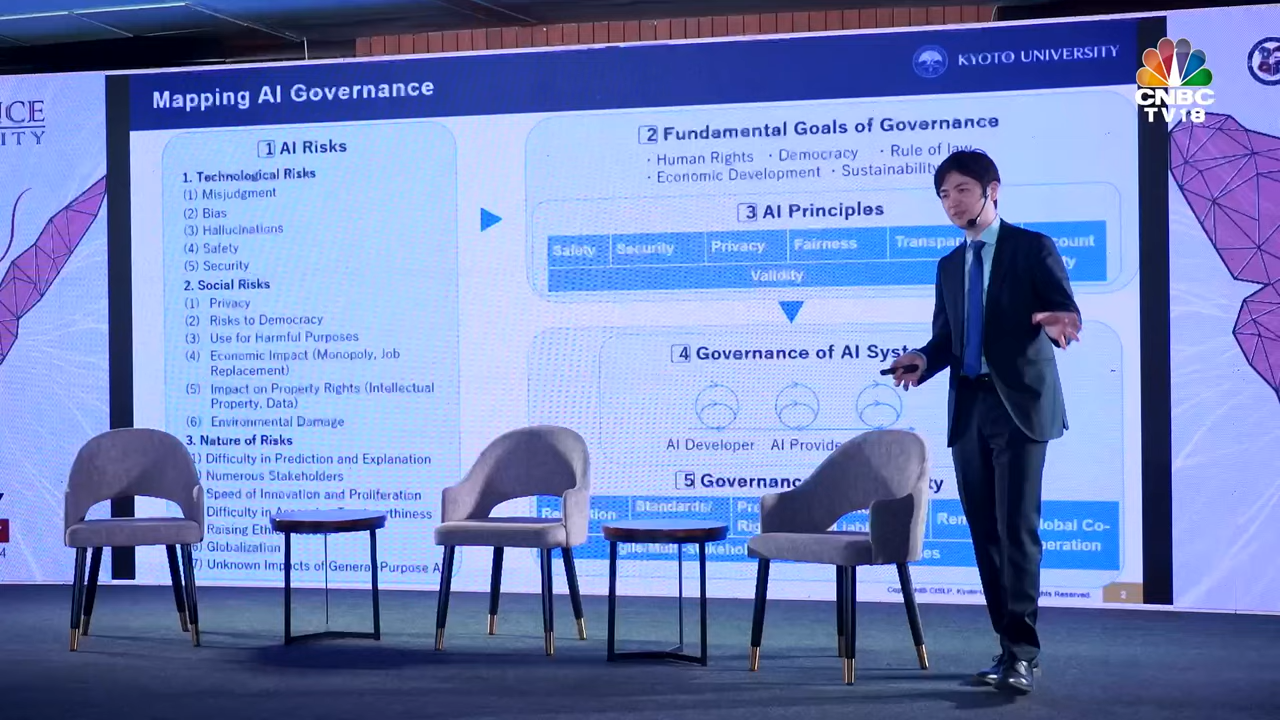 KYOTO UNIVERSITY
CNBC
TV18
Mapping AI Governance
1 AI Risks
1. Technological Risks
(1) Misjudgment
(2) Bias
(3) Hallucinations
(4) Safety
(5) Security
2. Social Risks
(1) Privacy
(2) Risks to Democracy
(3) Use for Harmful Purposes
(4) Economic Impact (Monopoly, Job
Replacement)
(5) Impact on Property Rights (Intellectual
Property, Data)
(6) Environmental Damage
3. Nature of Risks
1) Difficulty in Prediction and Explanation
Numerous Stakeholders
Speed of Innovation and Proliferation
Difficulty in
Raising
Globalization
7) Unknown Impacts of General Purpose
2 Fundamental Goals of Governance
· Human Rights · Democracy · Rule of law
· Economic Development · Sustainability
3 AI Principles
Safety Security Privacy Fairness
Validity
4 Governance of AI
AI Developer AI
5
Standards/
Global Co-
Rights Reserved.
2